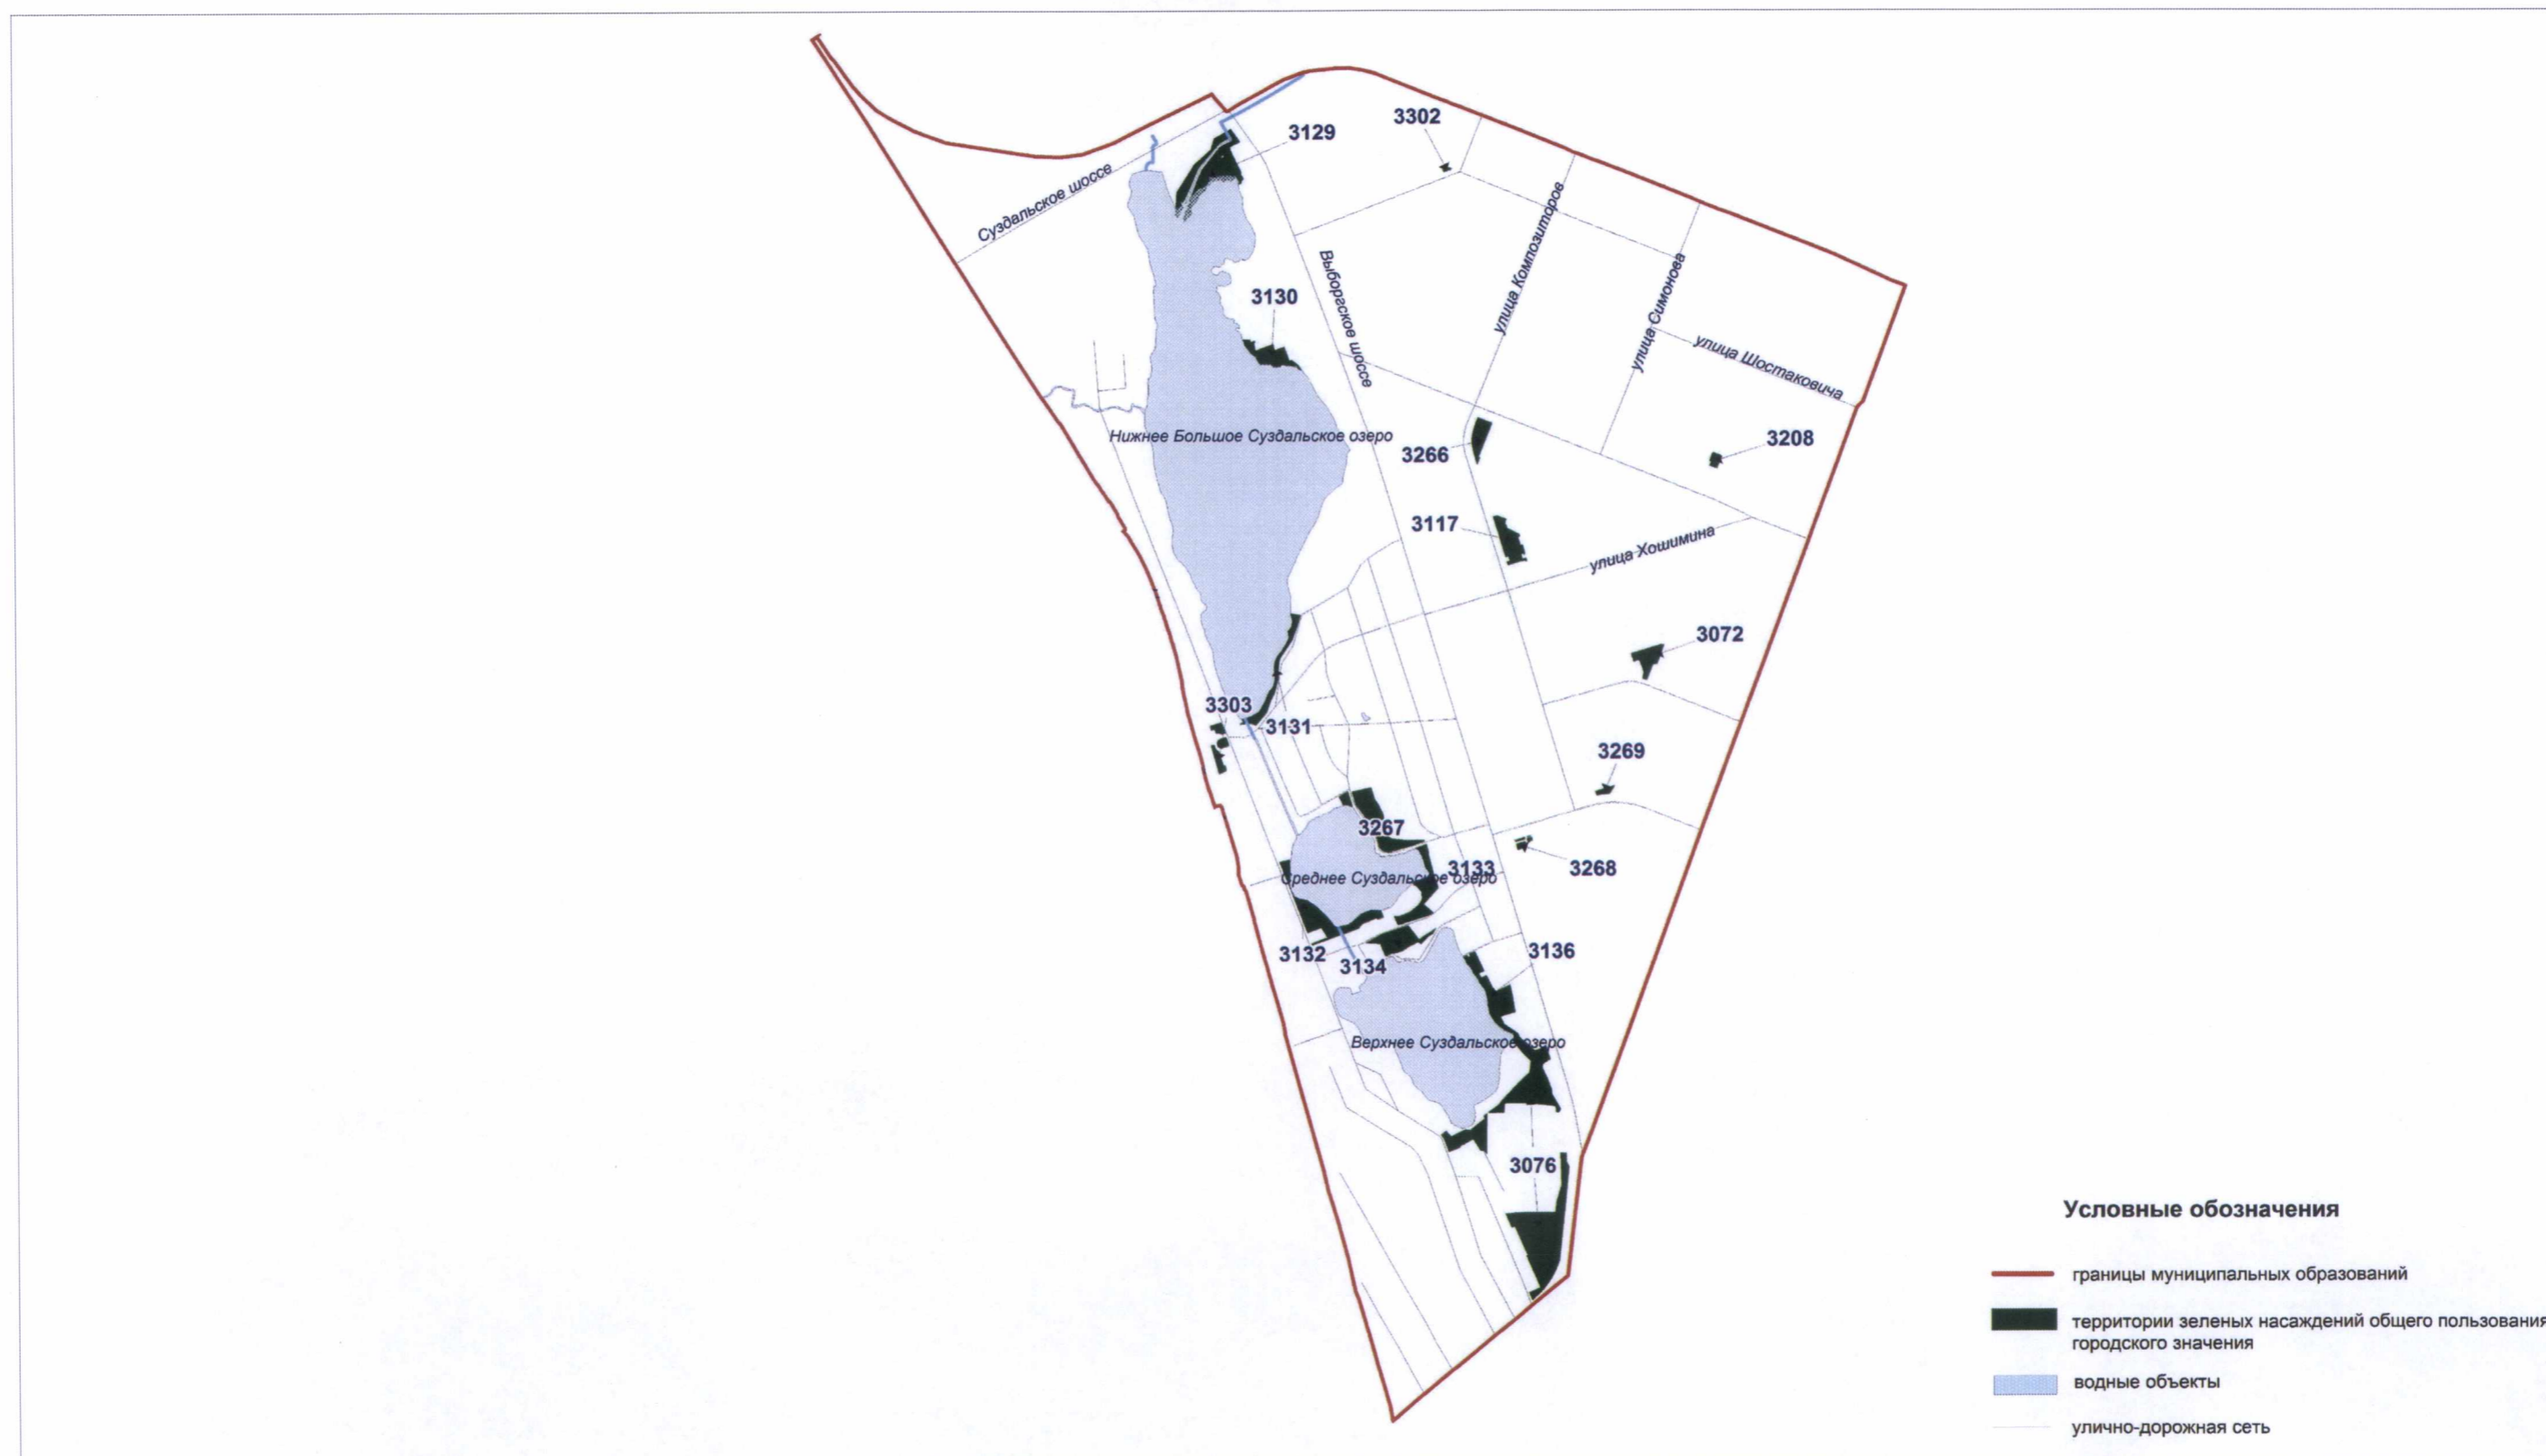 3302
3129
Суздальское шоссе
улица Композиторов
Выборгское шоссе
улица Симонова
3130
улица Шостаковича
Нижнее Большое Суздальское озеро
3266
3208
3117
улица Хошимина
3072
3303
3131
3269
3267
3133
3268
Среднее Суздальское озеро
3132
3134
3136
Верхнее Суздальское озеро
3076
Условные обозначения
границы муниципальных образований
территории зеленых насаждений общего пользования
городского значения
водные объекты
улично-дорожная сеть